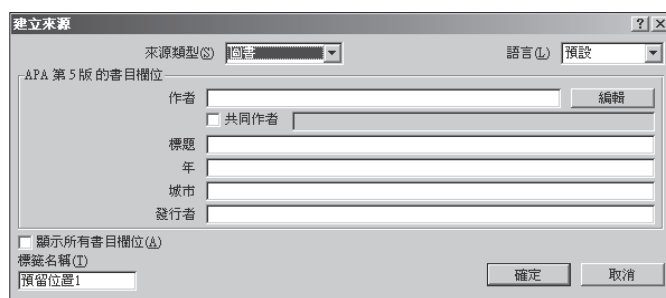 建立來源
來源類型(S) 圖書 語言(L) 預設
APA 第 5 版 的書目欄位
作者 編輯
共同作者
標題
年
城市
發行者
顯示所有書目欄位(A)
標籤名稱(T)
預留位置1 確定 取消